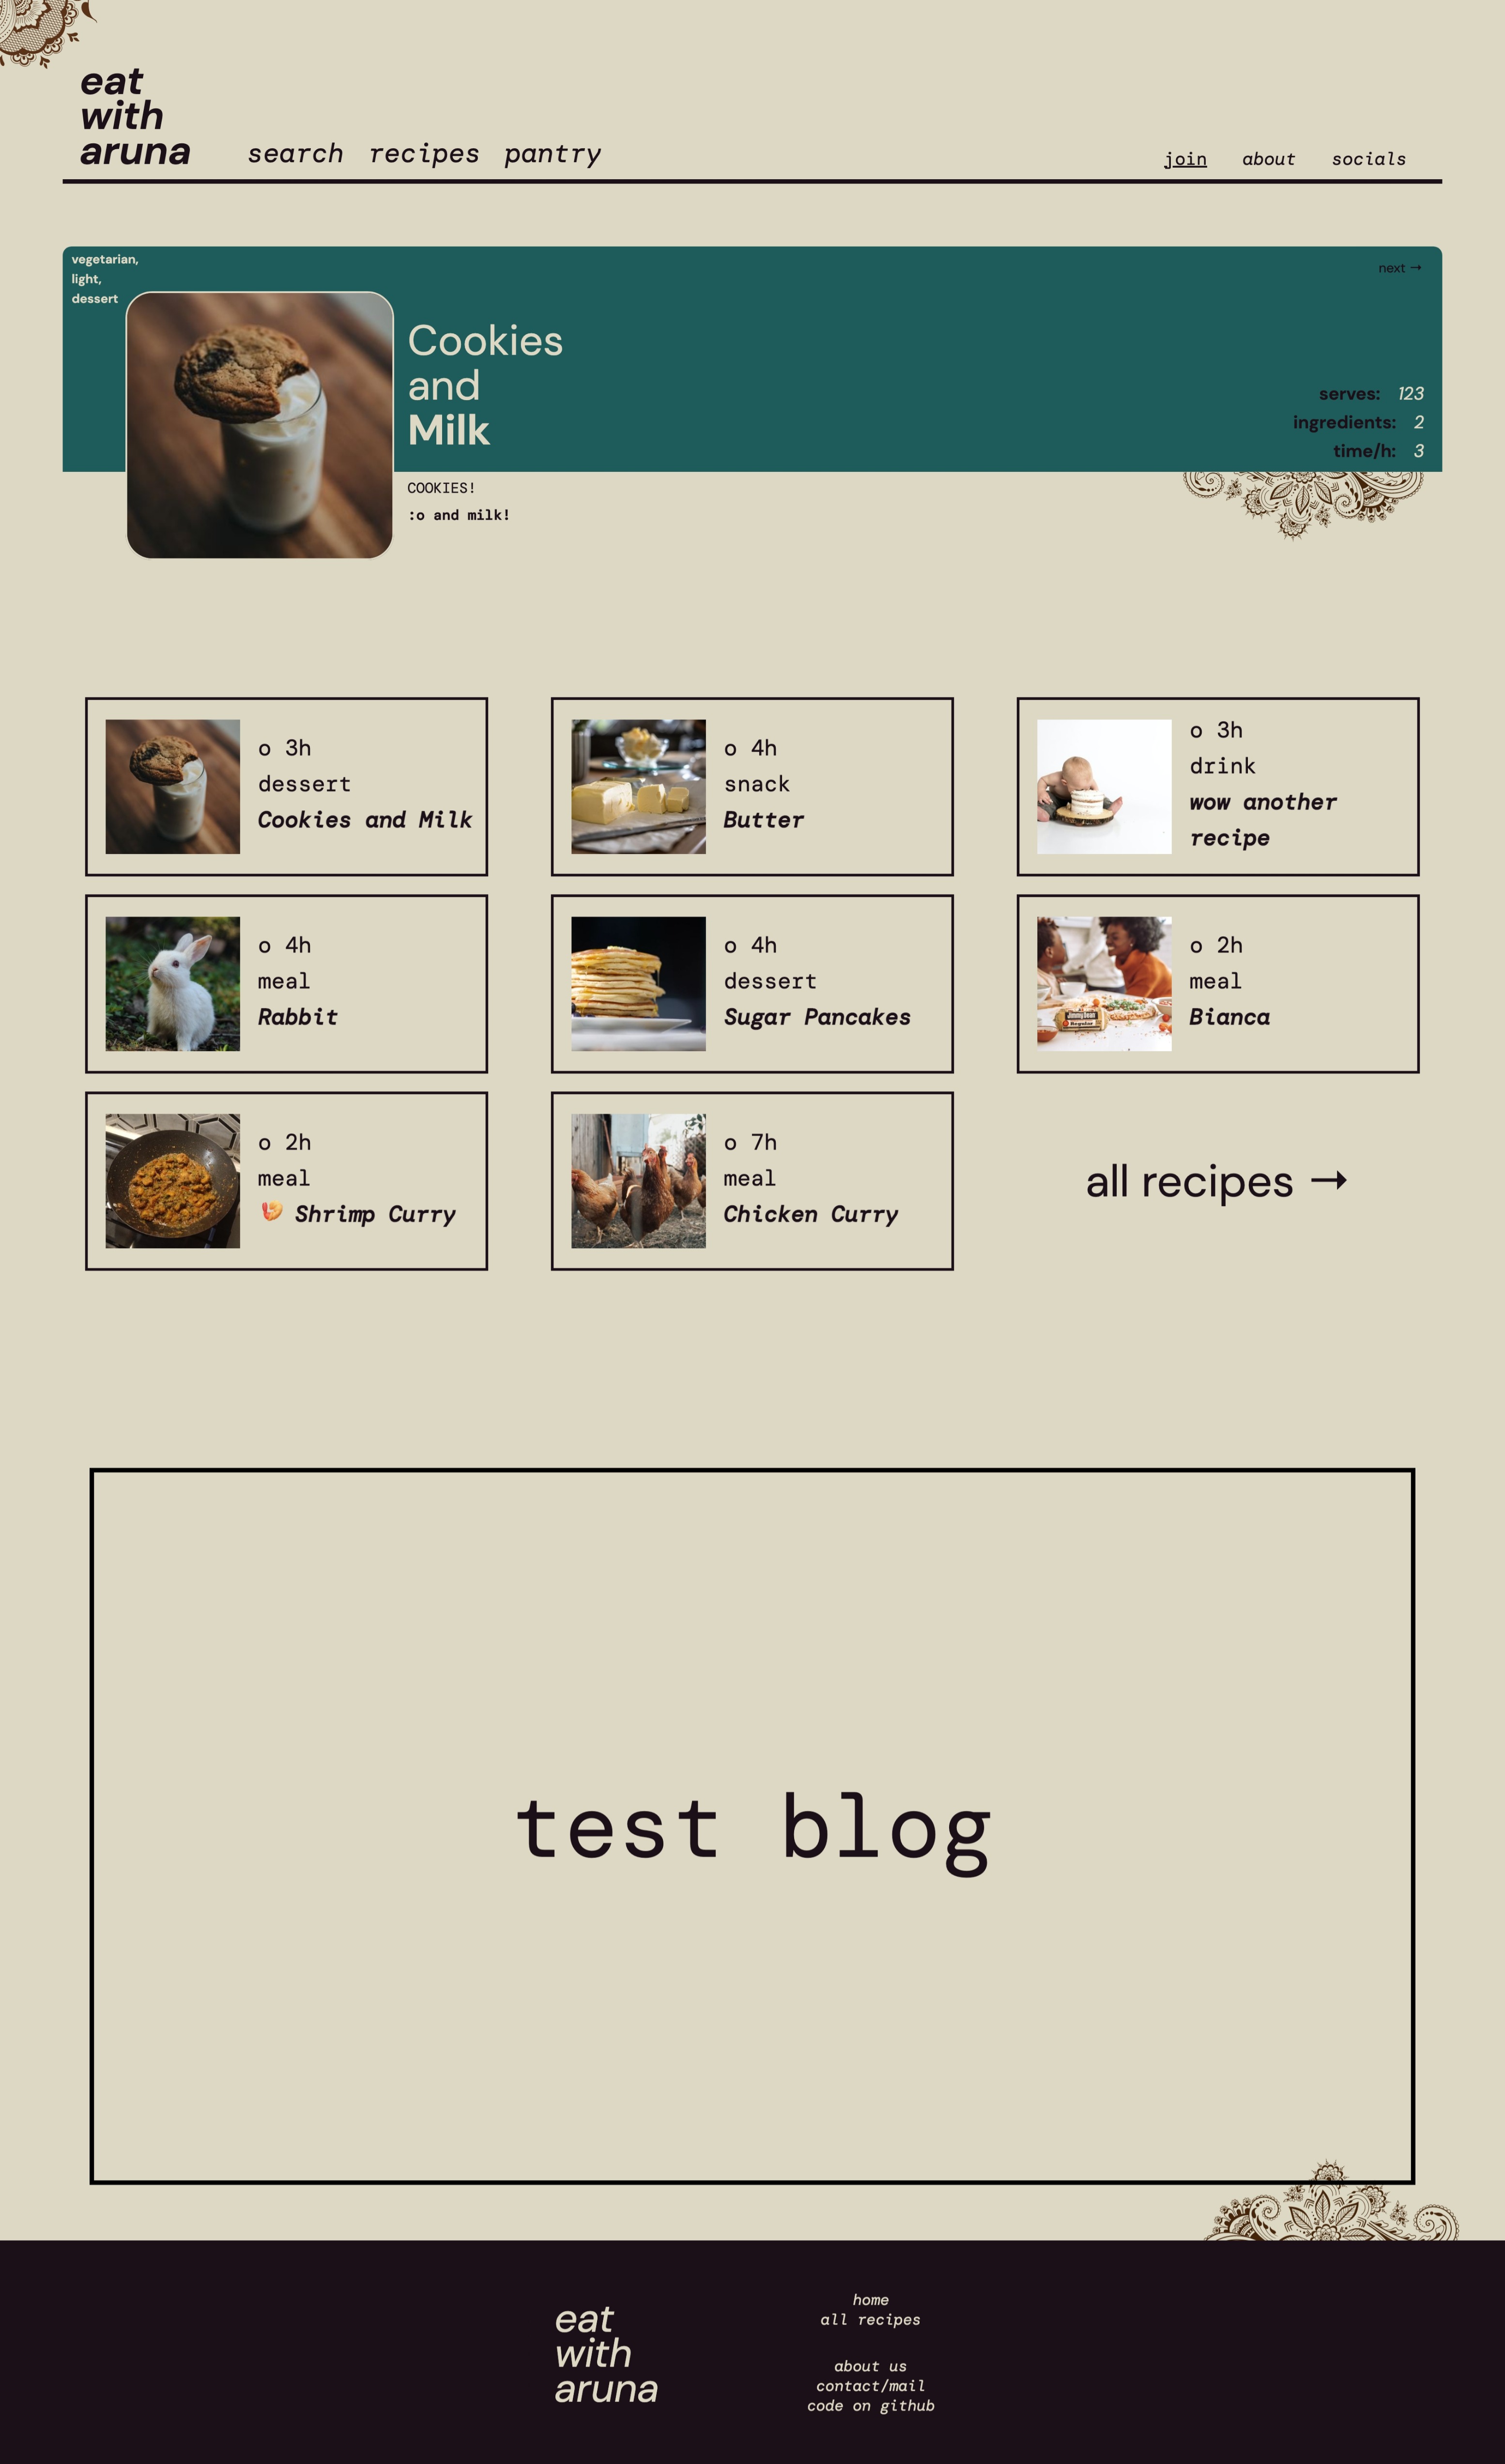 eat
with
aruna
search recipes pantry
join about socials
vegetarian,
light,
dessert
next →
Cookies
and
Milk
serves: 123
ingredients: 2
time/h: 3
COOKIES!
:o and milk!
o 3h
dessert
Cookies and Milk
o 4h
snack
Butter
o 3h
drink
wow another
recipe
o 4h
meal
Rabbit
o 4h
dessert
Sugar Pancakes
o 2h
meal
Bianca
o 2h
meal
🍤 Shrimp Curry
o 7h
meal
Chicken Curry
all recipes →
test blog
eat
with
aruna
home
all recipes
about us
contact/mail
code on github